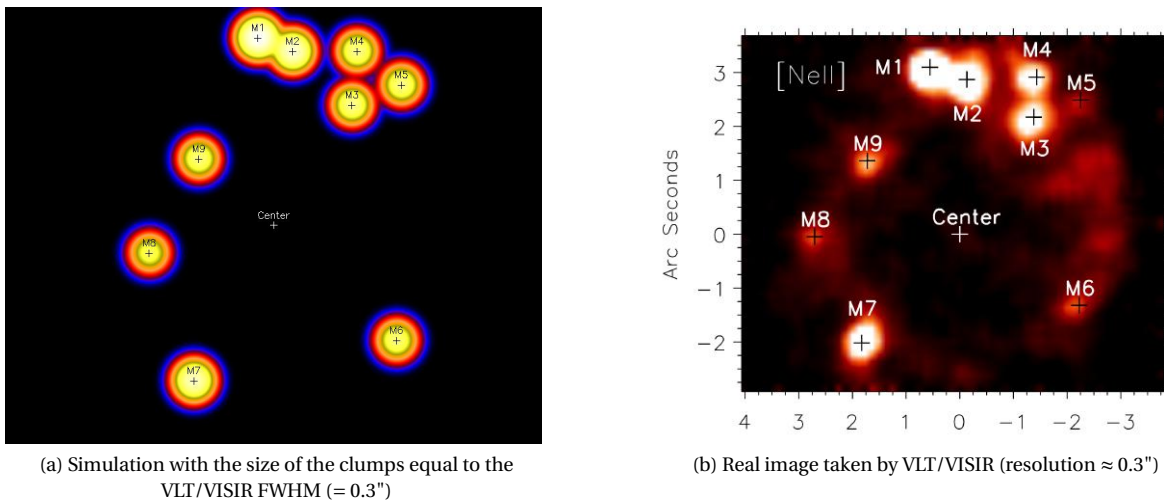 M1
M2
M4
M5
M3
M9
Center
M8
M6
M7
(a) Simulation with the size of the clumps equal to the
VLT/VISIR FWHM (= 0.3")
[NeII]
M1
M2
M4
M5
M3
M9
M8
Center
M6
M7
Arc Seconds
3
2
1
0
−1
−2
4 3 2 1 0 −1 −2 −3
(b) Real image taken by VLT/VISIR (resolution ≈ 0.3")